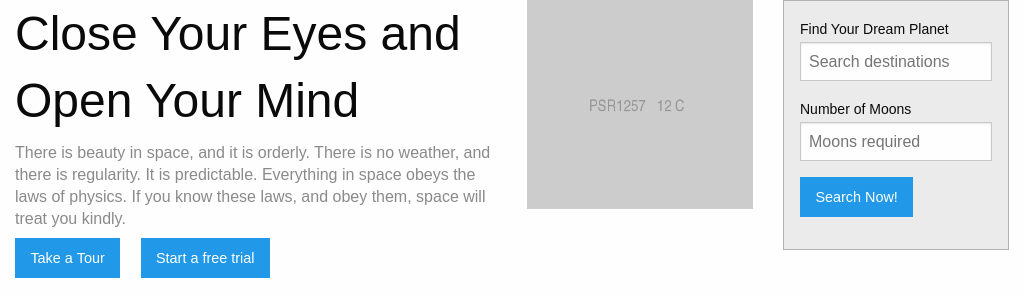 Close Your Eyes and
Open Your Mind
There is beauty in space, and it is orderly. There is no weather, and
there is regularity. It is predictable. Everything in space obeys the
laws of physics. If you know these laws, and obey them, space will
treat you kindly.
Take a Tour
Start a free trial
PSR1257 12 C
Find Your Dream Planet
Search destinations
Number of Moons
Moons required
Search Now!